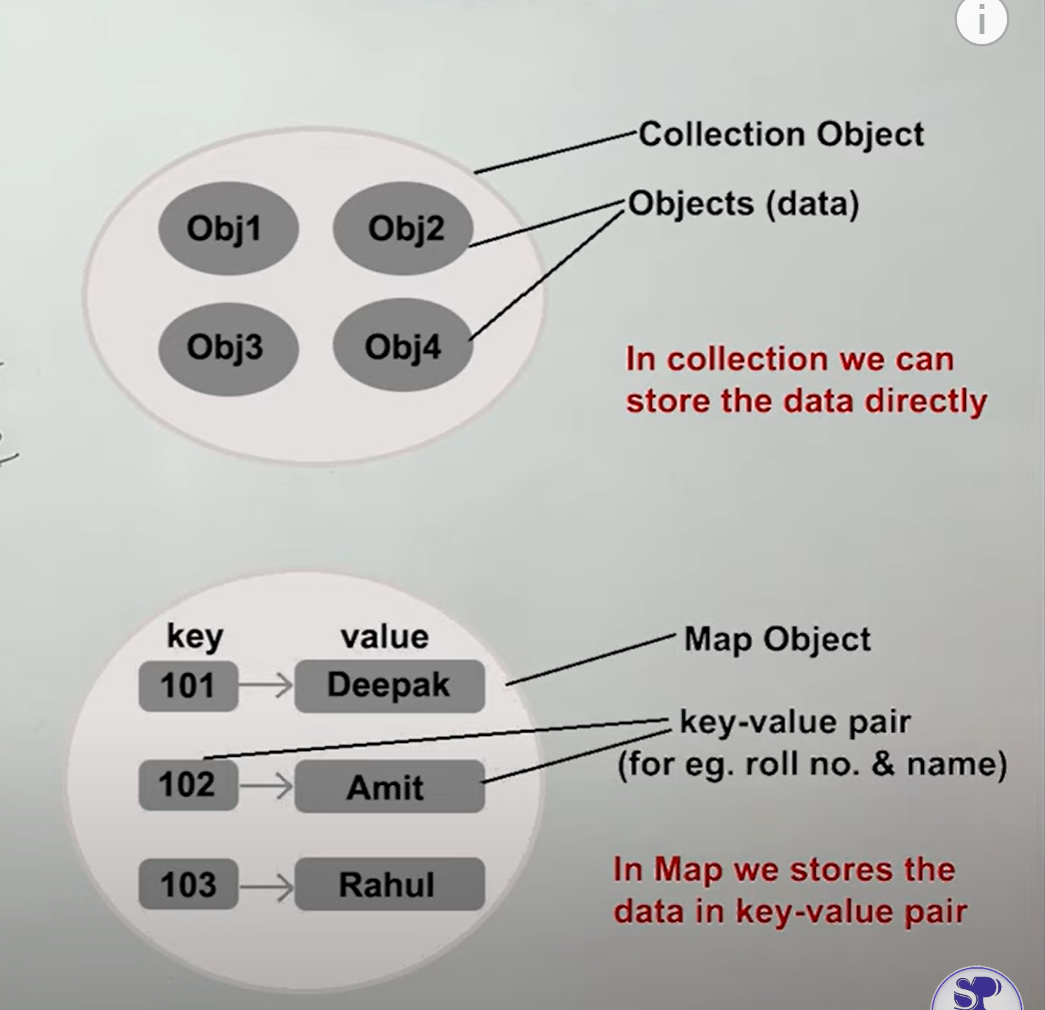 i
Collection Object
Objects (data)
Obj1 Obj2
Obj3 Obj4
In collection we can
store the data directly
key value
Map Object
101 Deepak
key-value pair
(for eg. roll no. & name)
102 Amit
103 Rahul
In Map we stores the
data in key-value pair
SP